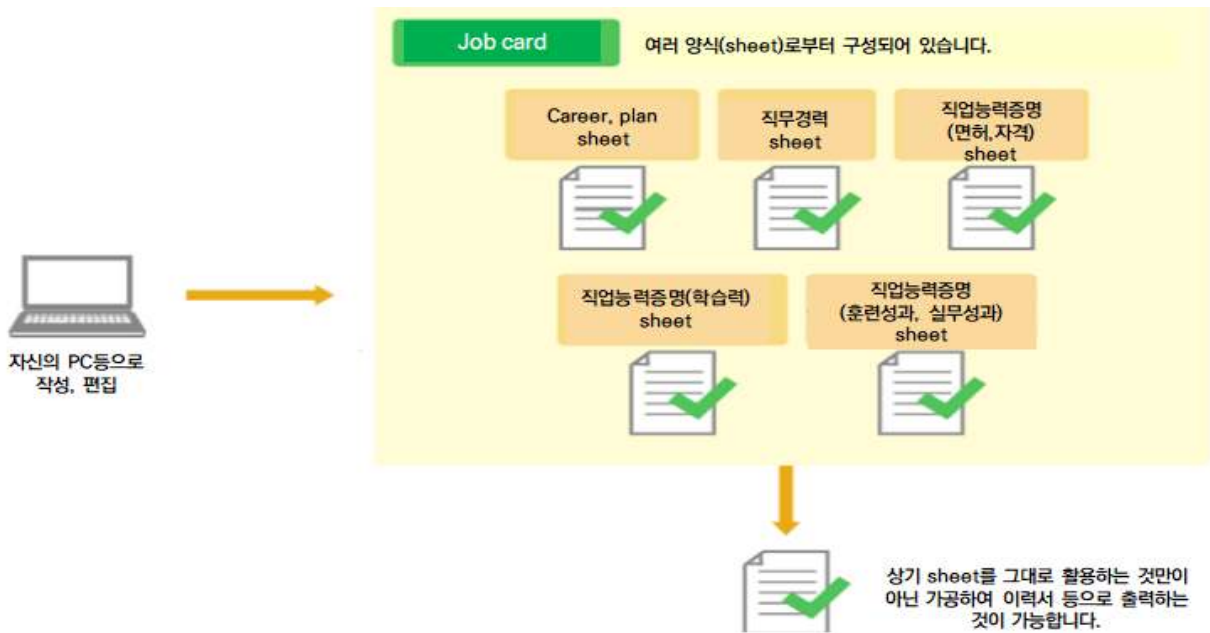 Job card
여러 양식(sheet)로부터 구성되어 있습니다.
Career, plan
sheet
직무경력
sheet
직업능력증명
(면허,자격)
sheet
직업능력증명(학습력)
sheet
직업능력증명
(훈련성과, 실무성과)
sheet
자신의 PC등으로
작성, 편집
상기 sheet를 그대로 활용하는 것만이
아닌 가공하여 이력서 등으로 출력하는
것이 가능합니다.